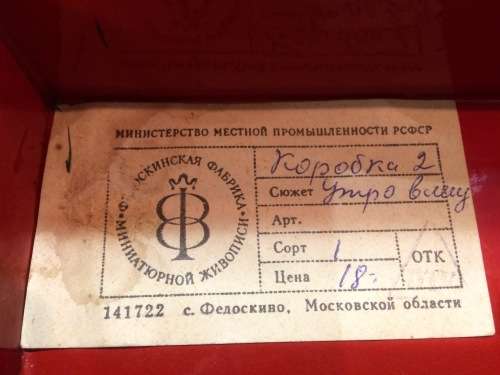 МИНИСТЕРСТВО МЕСТНОЙ ПРОМЫШЛЕННОСТИ РСФСР
ФЕДОСКИНСКАЯ ФАБРИКА
МИНИАТЮРНОЙ ЖИВОПИСИ
Коробка 2
Сюжет Утро в лесу
Арт.
Сорт 1
ОТК
Цена 18-
141722 с. Федоскино, Московской области